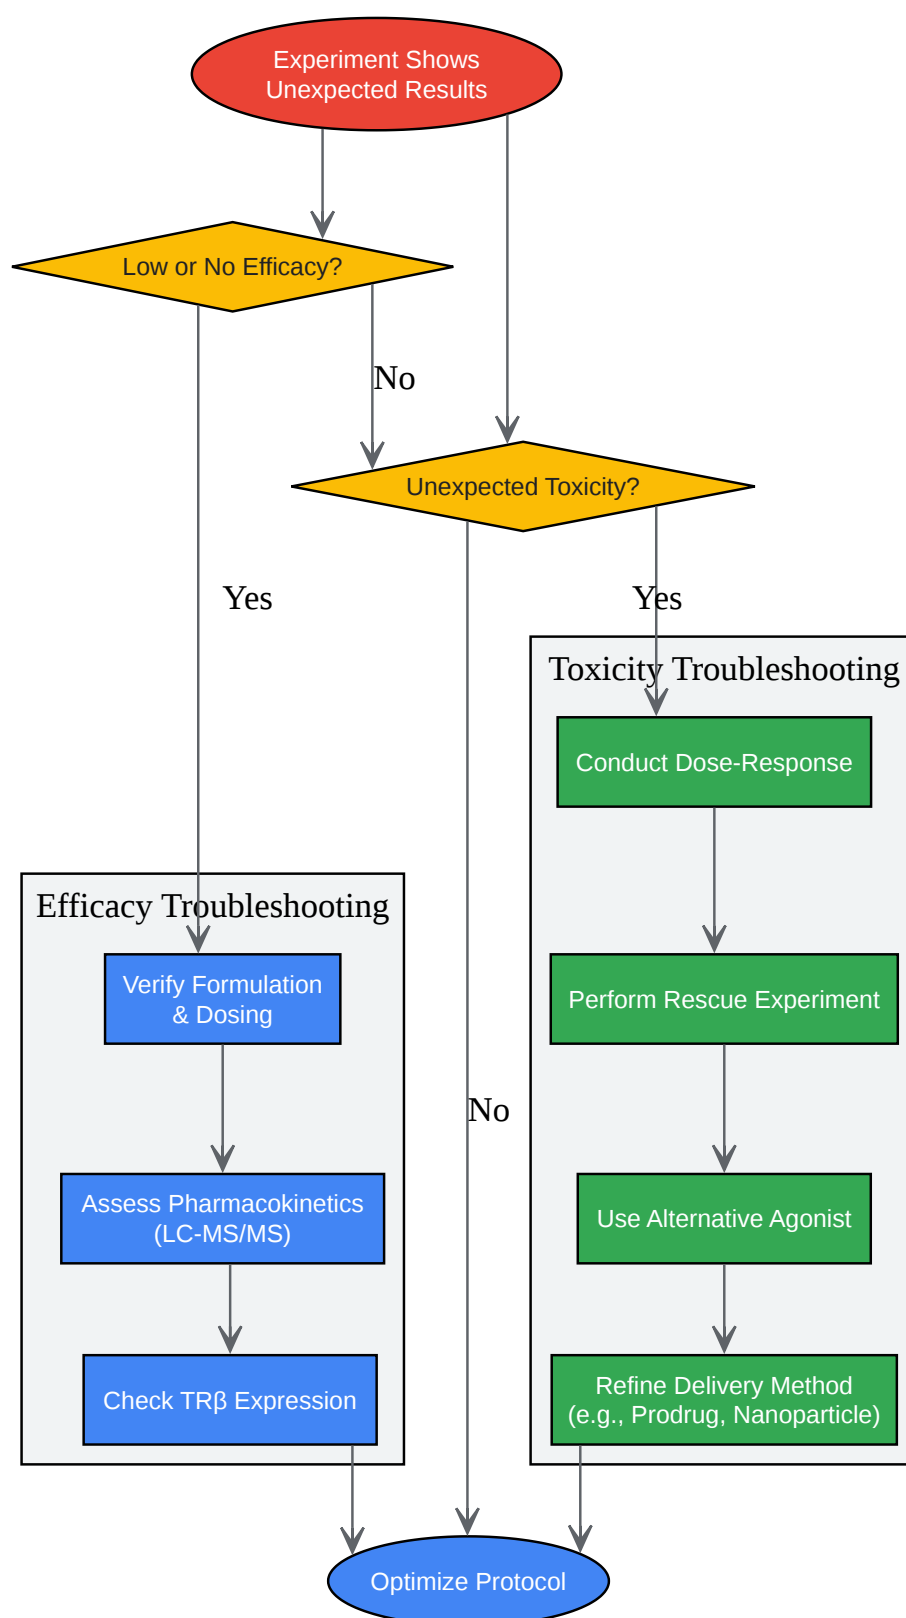 Experiment Shows
Unexpected Results
Low or No Efficacy?
No
Unexpected Toxicity?
Yes
Yes
Toxicity Troubleshooting
Conduct Dose-Response
Efficacy Troubleshooting
Verify Formulation
& Dosing
Perform Rescue Experiment
No
Assess Pharmacokinetics
(LC-MS/MS)
Use Alternative Agonist
Check TRβ Expression
Refine Delivery Method
(e.g., Prodrug, Nanoparticle)
Optimize Protocol